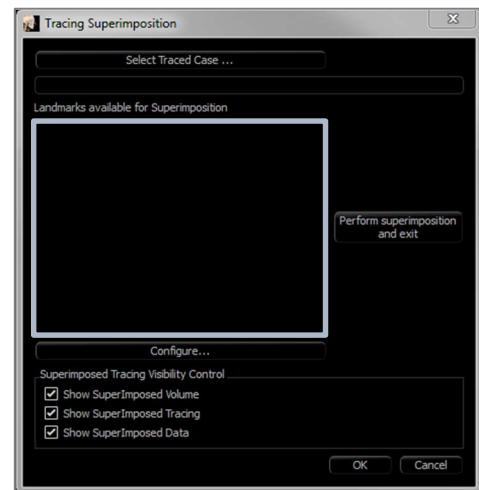 Tracing Superimposition
Select Traced Case ...
Landmarks available for Superimposition
Perform superimposition
and exit
Configure...
Superimposed Tracing Visibility Control
Show SuperImposed Volume
Show SuperImposed Tracing
Show SuperImposed Data
OK Cancel